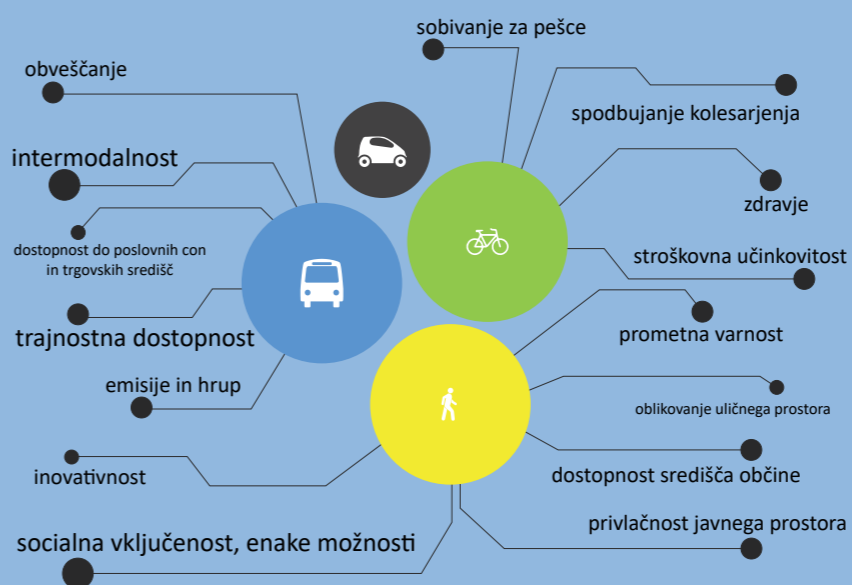 sobivanje za pešce
obveščanje
spodbujanje kolesarjenja
intermodalnost
zdravje
dostopnost do poslovnih con
in trgovskih središč
stroškovna učinkovitost
trajnostna dostopnost
prometna varnost
emisije in hrup
oblikovanje uličnega prostora
inovativnost
dostopnost središča občine
privlačnost javnega prostora
socialna vključenost, enake možnosti